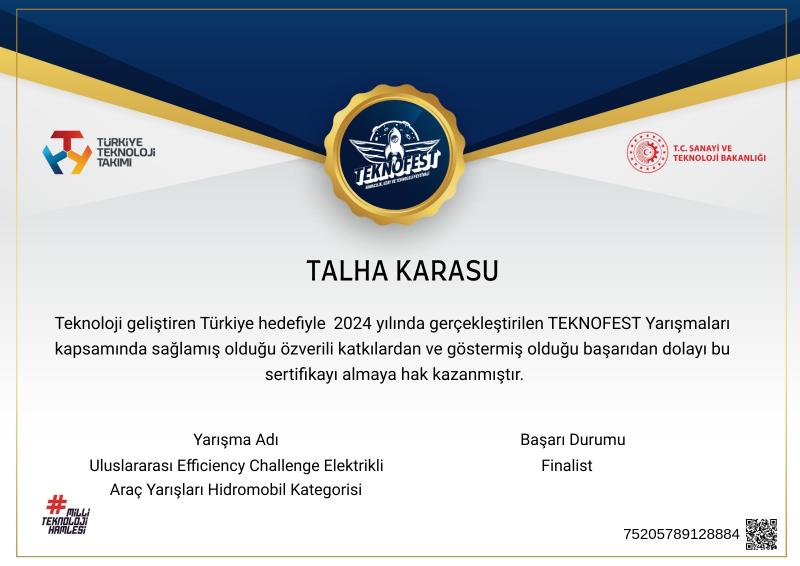 TÜRKİYE
TEKNOLOJİ
TAKIMI
TEKNOFEST
HAVACILIK, UZAY VE TEKNOLOJİ FESTİVALİ
T.C. SANAYİ VE
TEKNOLOJİ BAKANLIĞI
TALHA KARASU
Teknoloji geliştiren Türkiye hedefiyle  2024 yılında gerçekleştirilen TEKNOFEST Yarışmaları
kapsamında sağlamış olduğu özverili katkılardan ve göstermiş olduğu başarıdan dolayı bu
sertifikayı almaya hak kazanmıştır.
Yarışma Adı
Uluslararası Efficiency Challenge Elektrikli
Araç Yarışları Hidromobil Kategorisi
Başarı Durumu
Finalist
#MİLLİ
TEKNOLOJİ
HAMLESİ
75205789128884